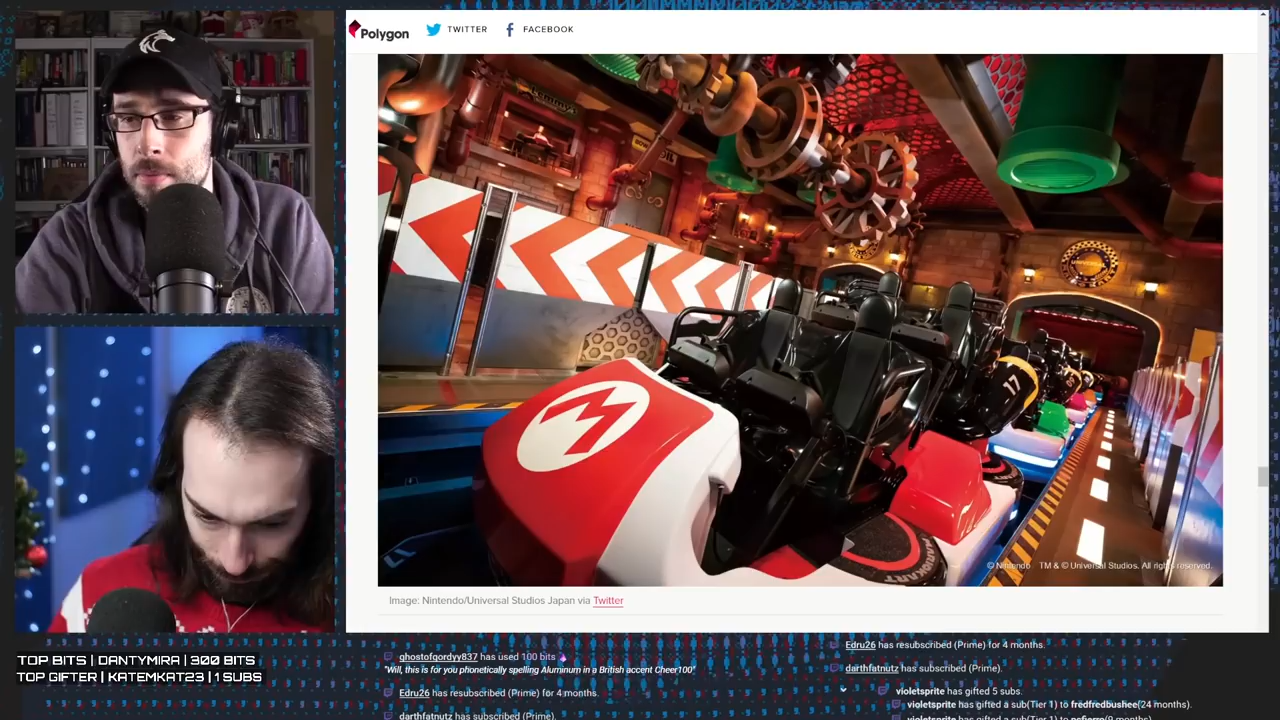 Polygon
TWITTER
FACEBOOK
M
17
MARIOKART
© Nintendo TM & © Universal Studios. All rights reserved.
Image: Nintendo/Universal Studios Japan via Twitter
TOP BITS | DANTYMIRA | 300 BITS
TOP GIFTER | KATEMKAT23 | 1 SUBS
ghostofgordyy837 has used 100 bits
"Will, this is for you phonetically spelling Aluminum in a British accent Cheer100"
Edru26 has resubscribed (Prime) for 4 months.
darthfatnutz has subscribed (Prime).
Edru26 has resubscribed (Prime) for 4 months.
darthfatnutz has subscribed (Prime).
violetsprite has gifted 5 subs.
violetsprite has gifted a sub(Tier 1) to fredfredbushee(24 months).